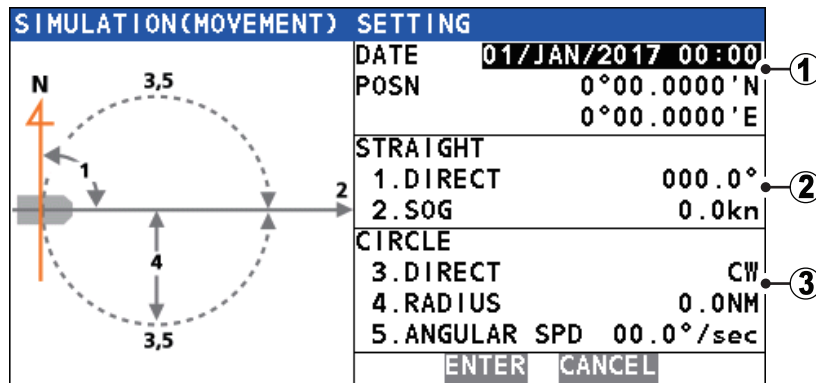 SIMULATION(MOVEMENT) SETTING
N
3,5
1
2
4
3,5
DATE 01/JAN/2017 00:00
POSN 0°00.0000'N
0°00.0000'E
STRAIGHT
1.DIRECT 000.0°
2.SOG 0.0kn
CIRCLE
3.DIRECT CW
4.RADIUS 0.0NM
5.ANGULAR SPD 00.0°/sec
ENTER CANCEL
1
2
3